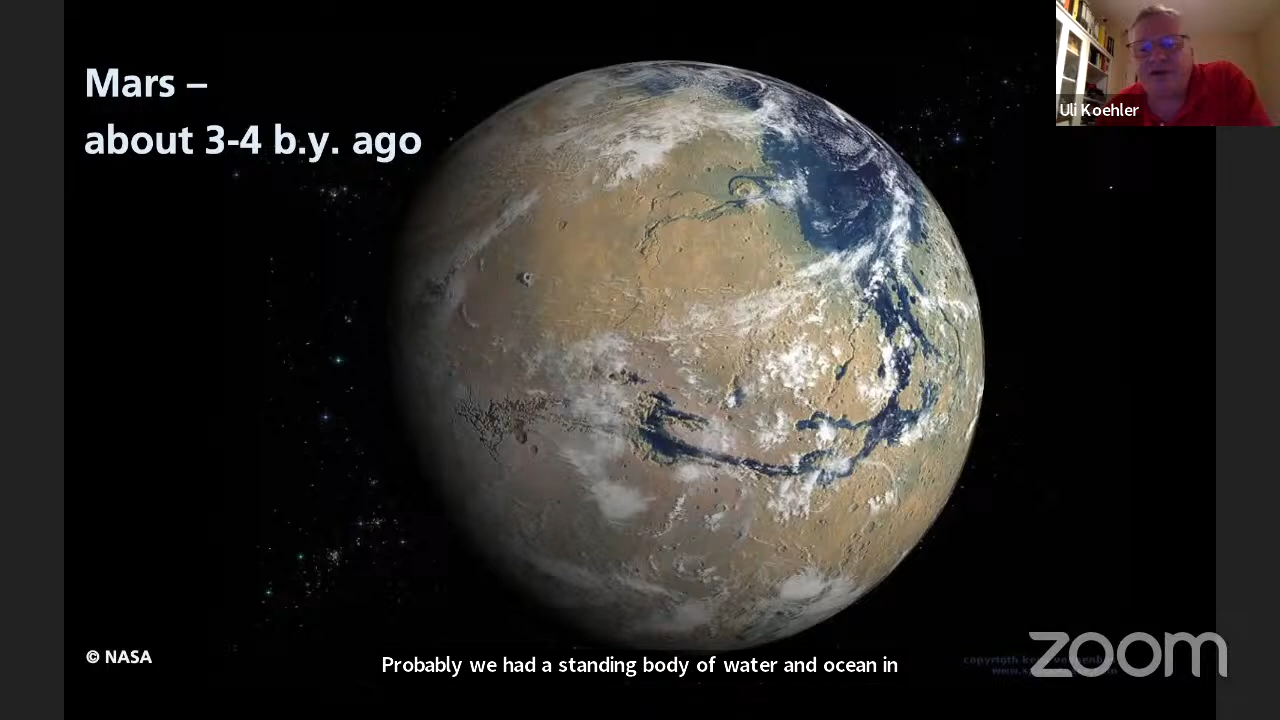 Mars –
about 3-4 b.y. ago
Uli Koehler
© NASA
Probably we had a standing body of water and ocean in
zoom